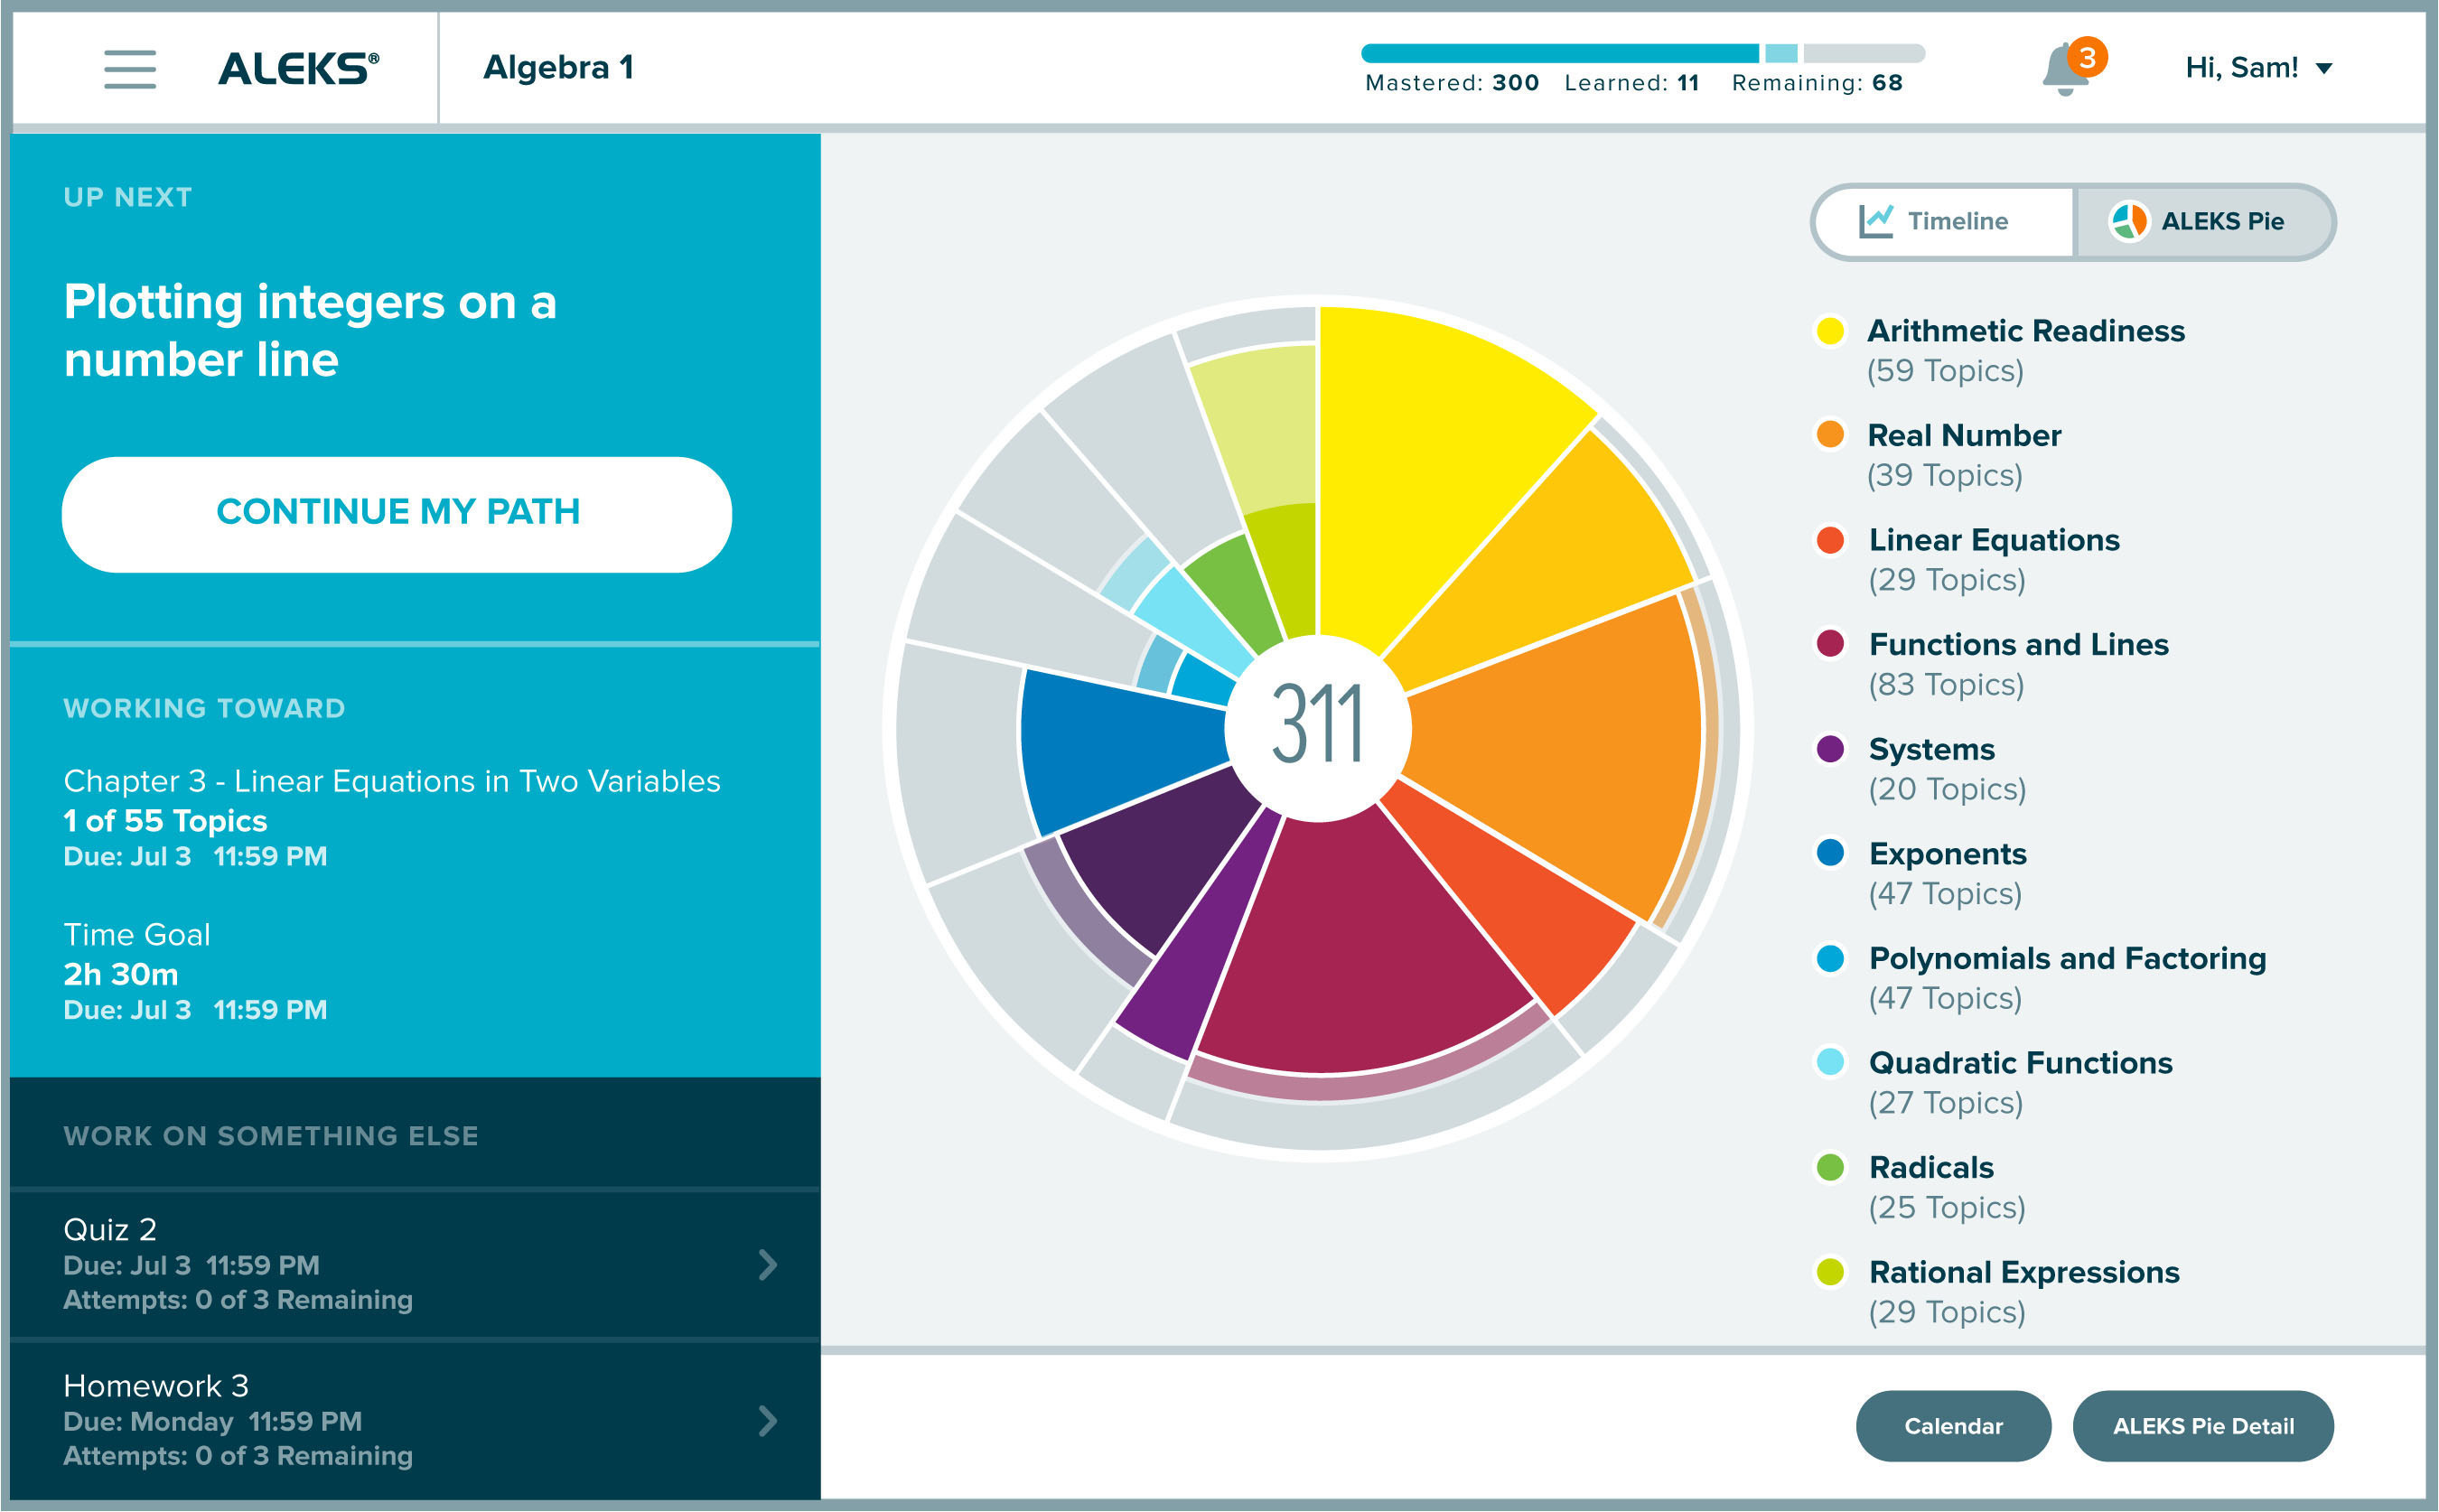 ALEKS®
Algebra 1
Mastered: 300 Learned: 11 Remaining: 68
3
Hi, Sam!
UP NEXT
Plotting integers on a
number line
CONTINUE MY PATH
WORKING TOWARD
Chapter 3 - Linear Equations in Two Variables
1 of 55 Topics
Due: Jul 3 11:59 PM
Time Goal
2h 30m
Due: Jul 3 11:59 PM
WORK ON SOMETHING ELSE
Quiz 2
Due: Jul 3 11:59 PM
Attempts: 0 of 3 Remaining
Homework 3
Due: Monday 11:59 PM
Attempts: 0 of 3 Remaining
311
Timeline
ALEKS Pie
Arithmetic Readiness
(59 Topics)
Real Number
(39 Topics)
Linear Equations
(29 Topics)
Functions and Lines
(83 Topics)
Systems
(20 Topics)
Exponents
(47 Topics)
Polynomials and Factoring
(47 Topics)
Quadratic Functions
(27 Topics)
Radicals
(25 Topics)
Rational Expressions
(29 Topics)
Calendar
ALEKS Pie Detail